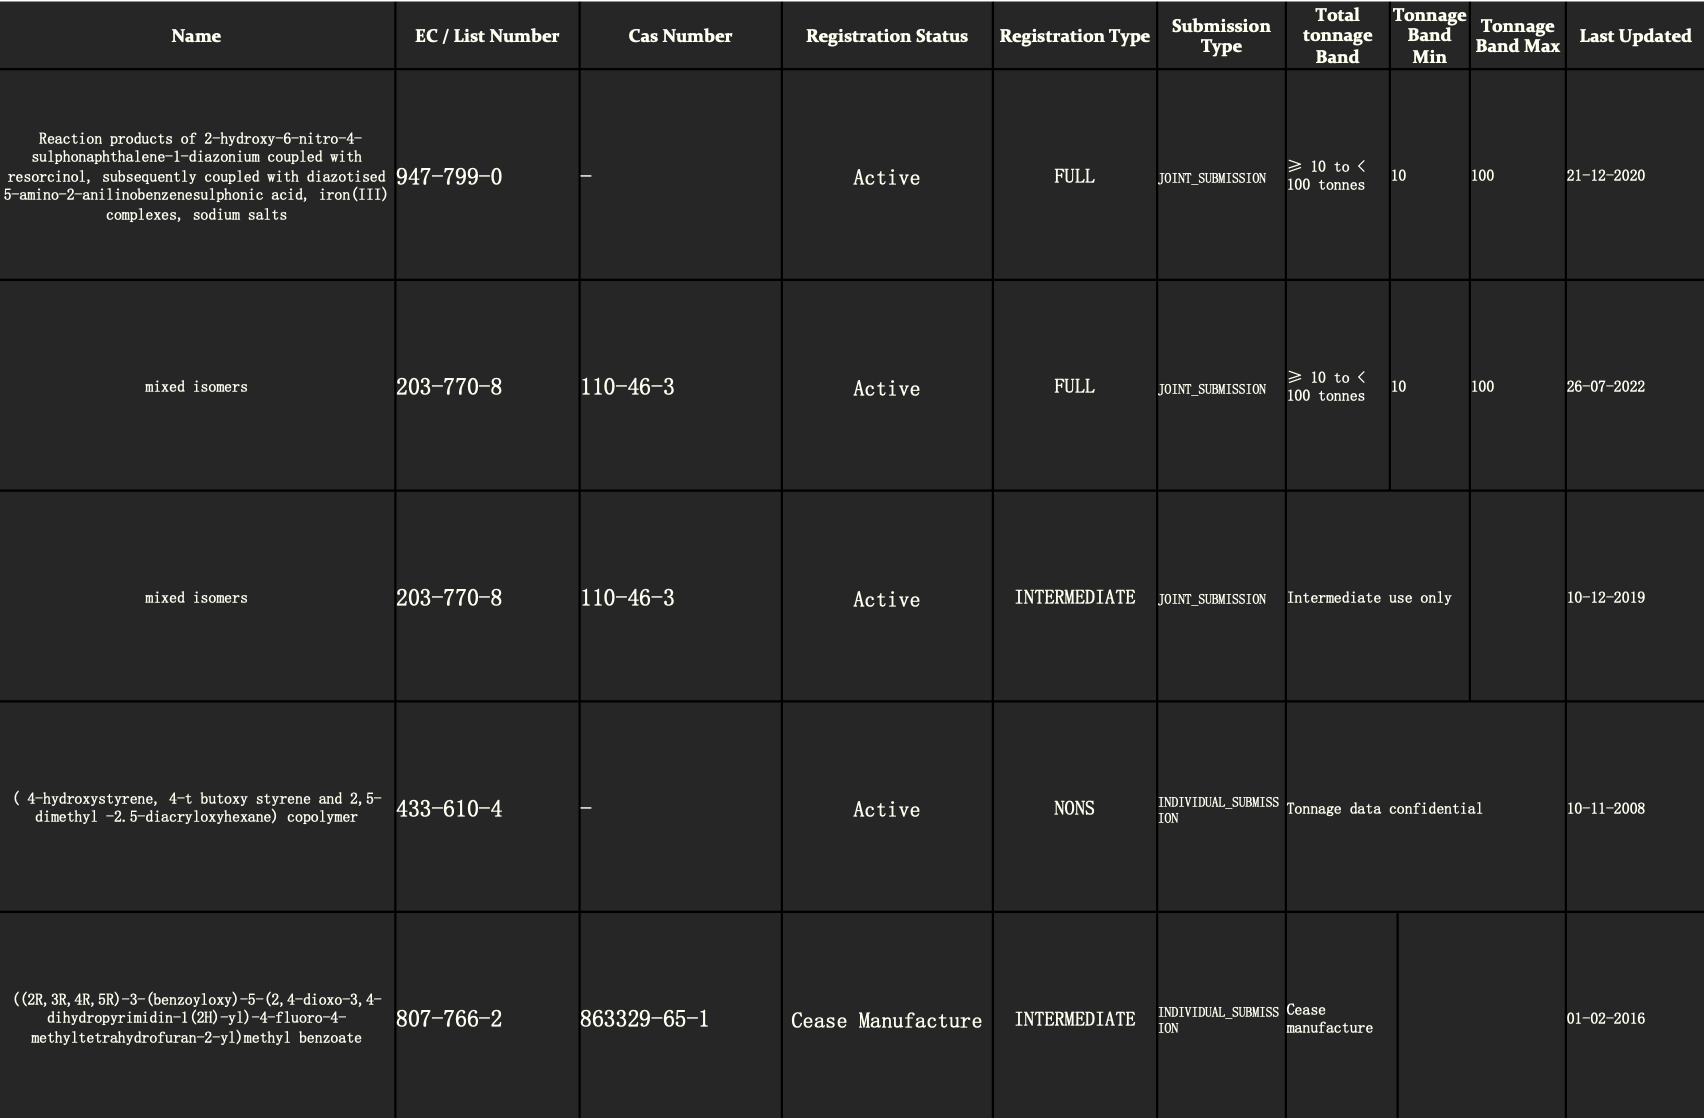 Name
EC / List Number
Cas Number
Registration Status
Registration Type
Submission
Type
Total
tonnage
Band
Tonnage
Band
Min
Tonnage
Band Max
Last Updated
Reaction products of 2-hydroxy-6-nitro-4-
sulphonaphthalene-1-diazonium coupled with
resorcinol, subsequently coupled with diazotised
5-amino-2-anilinobenzenesulphonic acid, iron(III)
complexes, sodium salts
947-799-0
-
Active
FULL
JOINT_SUBMISSION
≥ 10 to <
100 tonnes
10
100
21-12-2020
mixed isomers
203-770-8
110-46-3
Active
FULL
JOINT_SUBMISSION
≥ 10 to <
100 tonnes
10
100
26-07-2022
mixed isomers
203-770-8
110-46-3
Active
INTERMEDIATE
JOINT_SUBMISSION
Intermediate use only
10-12-2019
( 4-hydroxystyrene, 4-t butoxy styrene and 2,5-
dimethyl -2.5-diacryloxyhexane) copolymer
433-610-4
-
Active
NONS
INDIVIDUAL_SUBMISS
ION
Tonnage data confidential
10-11-2008
((2R,3R,4R,5R)-3-(benzoyloxy)-5-(2,4-dioxo-3,4-
dihydropyrimidin-1(2H)-yl)-4-fluoro-4-
methyltetrahydrofuran-2-yl)methyl benzoate
807-766-2
863329-65-1
Cease Manufacture
INTERMEDIATE
INDIVIDUAL_SUBMISS
ION
Cease
manufacture
01-02-2016